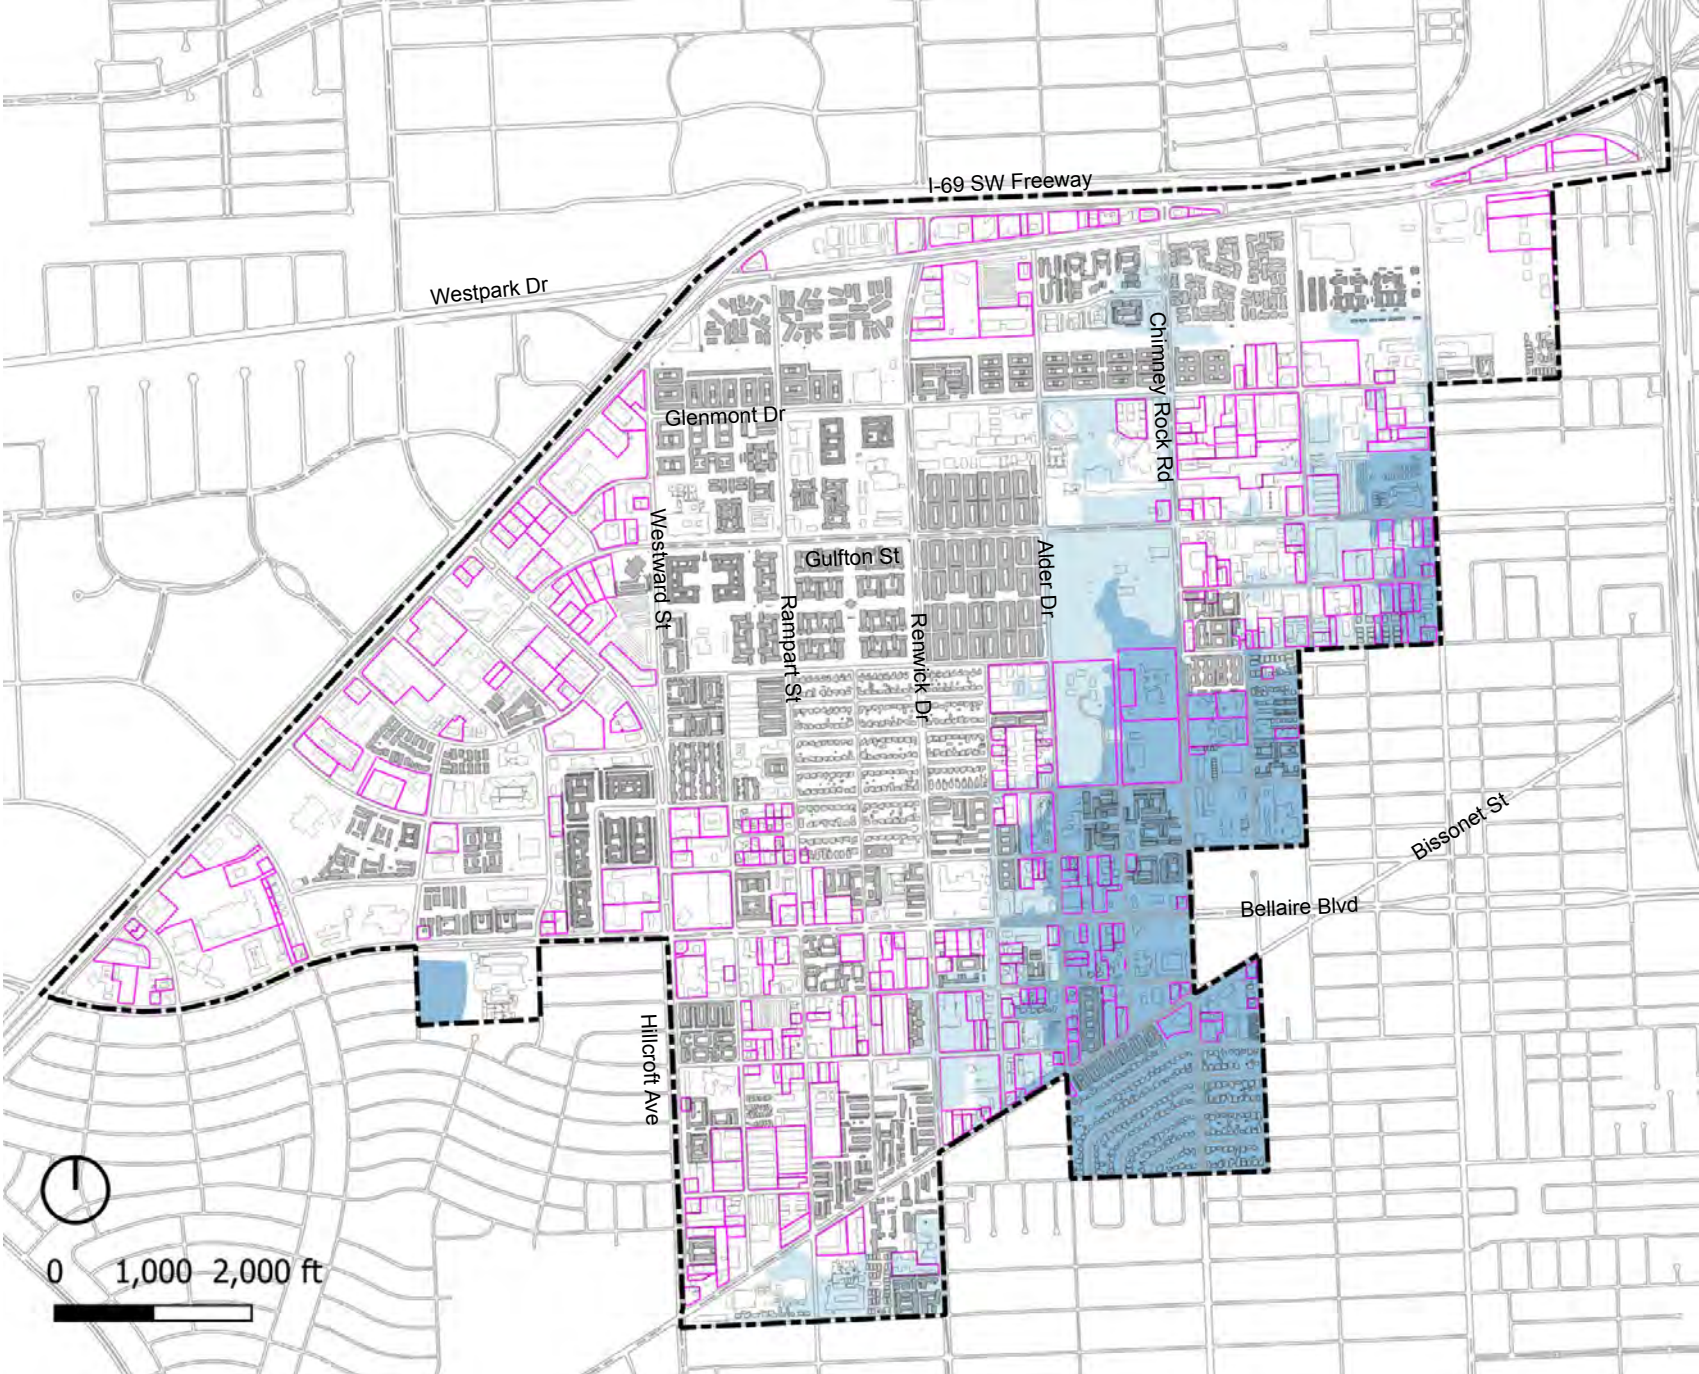 I-69 SW Freeway
Westpark Dr
Chimney Rock Rd
Glenmont Dr
Westward St
Gulfton St
Alder Dr
Rampart St
Renwick Dr
Bissonet St
Bellaire Blvd
Hillcroft Ave
0 1,000 2,000 ft